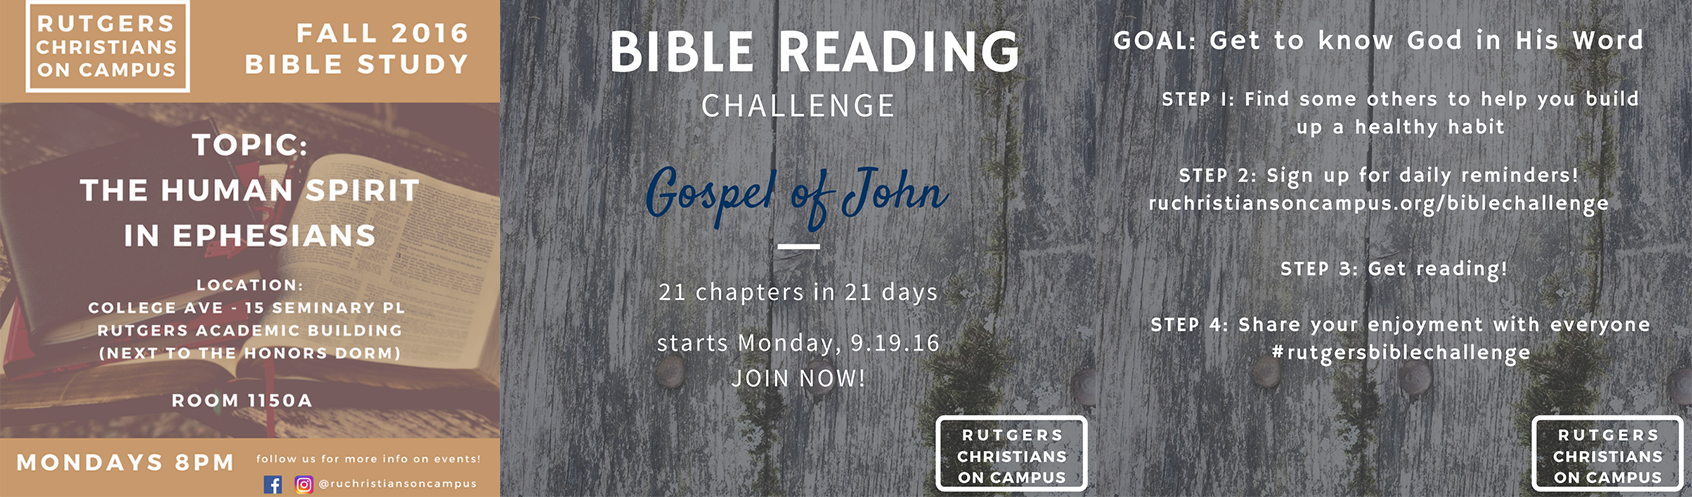 RUTGERS
CHRISTIANS
ON CAMPUS
FALL 2016
BIBLE STUDY
TOPIC:
THE HUMAN SPIRIT
IN EPHESIANS
LOCATION:
COLLEGE AVE - 15 SEMINARY PL
RUTGERS ACADEMIC BUILDING
(NEXT TO THE HONORS DORM)
ROOM 1150A
MONDAYS 8PM
follow us for more info on events!
@ruchristiansoncampus
BIBLE READING
CHALLENGE
Gospel of John
21 chapters in 21 days
starts Monday, 9.19.16
JOIN NOW!
RUTGERS
CHRISTIANS
ON CAMPUS
GOAL: Get to know God in His Word
STEP 1: Find some others to help you build
up a healthy habit
STEP 2: Sign up for daily reminders!
ruchristiansoncampus.org/biblechallenge
STEP 3: Get reading!
STEP 4: Share your enjoyment with everyone
#rutgersbiblechallenge
RUTGERS
CHRISTIANS
ON CAMPUS